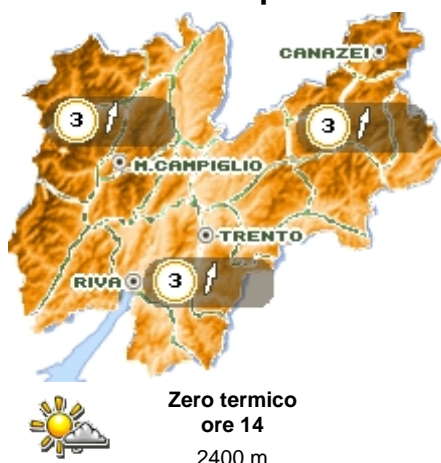 CANAZEI
3
3
M.CAMPIGLIO
TRENTO
RIVA
3
Zero termico
ore 14
2400 m